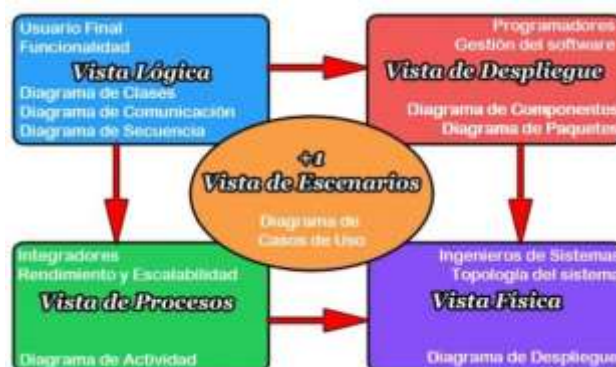 Usuario Final
Funcionalidad
Vista Lógica
Diagrama de Clases
Diagrama de Comunicación
Diagrama de Secuencia
Programadores
Gestión del software
Vista de Despliegue
Diagrama de Componentes
Diagrama de Paquetes
+1
Vista de Escenarios
Diagrama de
Casos de Uso
Integradores
Rendimiento y Escalabilidad
Vista de Procesos
Diagrama de Actividad
Ingenieros de Sistemas
Topología del sistema
Vista Física
Diagrama de Despliegue